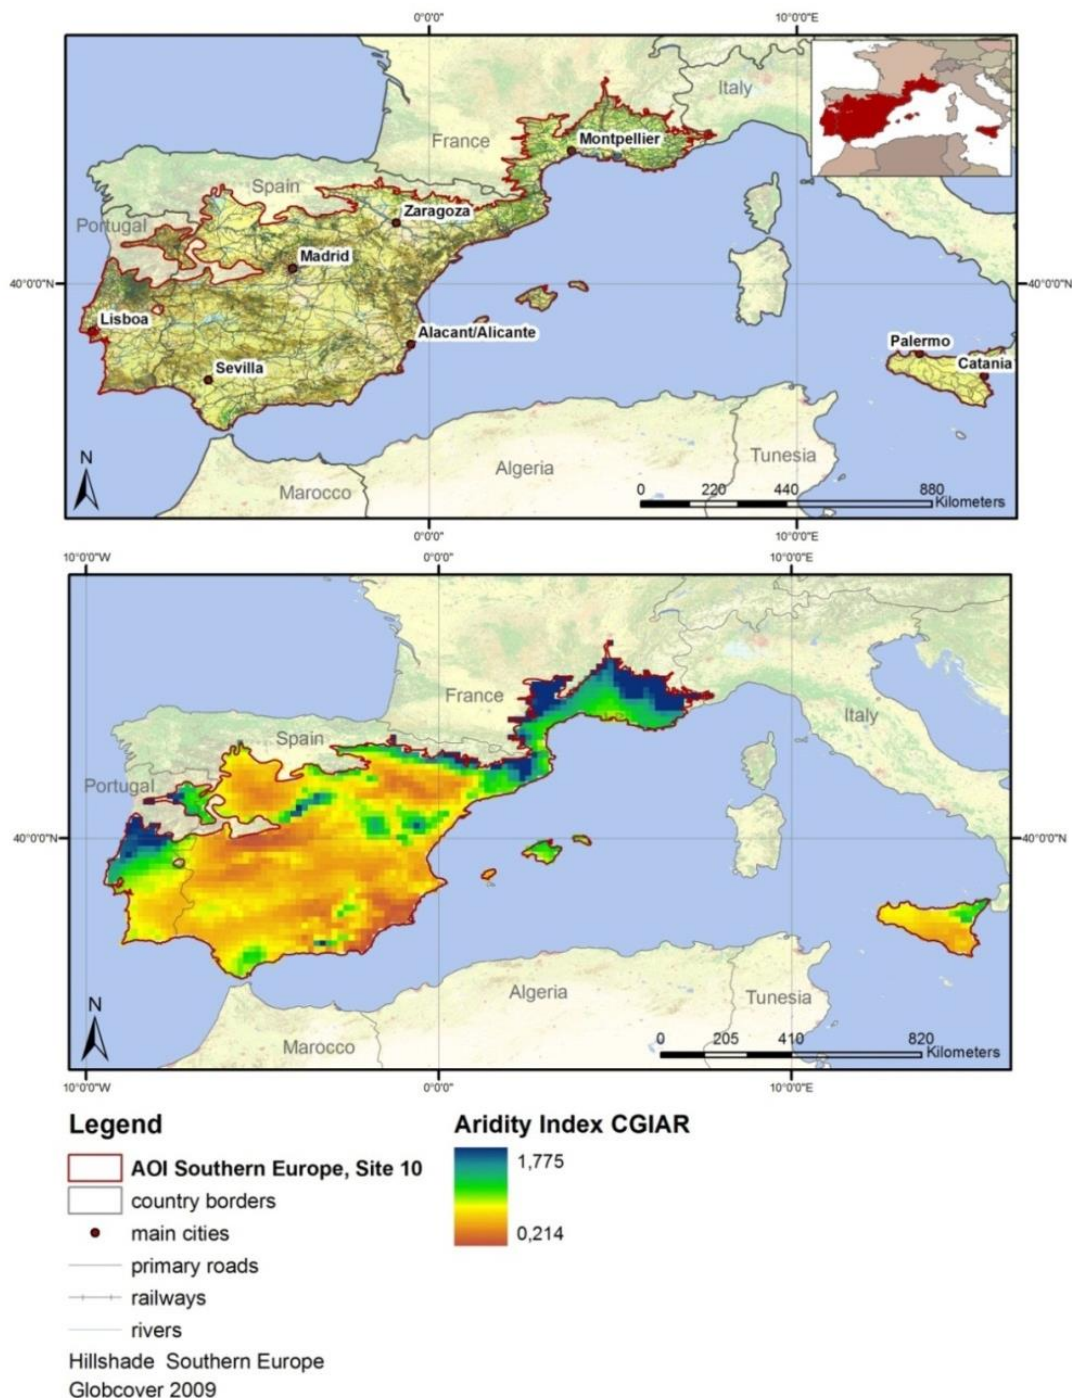 0°0'0" 10°0'0"E
Italy
France
Montpellier
Spain
Zaragoza
Portugal
Madrid
40°0'0"N 40°0'0"N
Lisboa
Alacant/Alicante
Palermo
Sevilla
Catania
Algeria
Tunisia
N
Marocco
0 220 440 880
Kilometers
0°0'0" 10°0'0"E
10°0'0"W 0°0'0" 10°0'0"E
France
Italy
Spain
Portugal
40°0'0"N 40°0'0"N
Algeria
Tunisia
N
Marocco
0 205 410 820
Kilometers
10°0'0"W 0°0'0" 10°0'0"E
Legend
AOI Southern Europe, Site 10
country borders
main cities
primary roads
railways
rivers
Hillshade Southern Europe
Globcover 2009
Aridity Index CGIAR
1,775
0,214